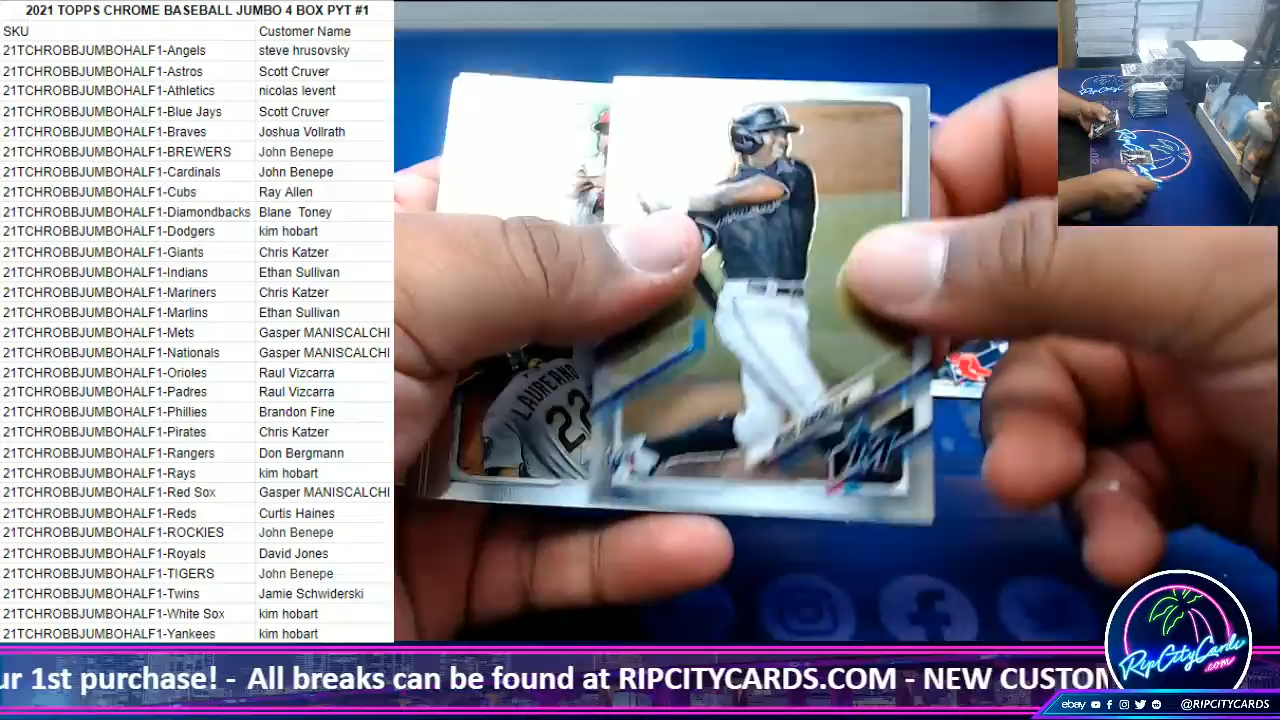 2021 TOPPS CHROME BASEBALL JUMBO 4 BOX PYT #1
SKU Customer Name
21TCHROBBJUMBOHALF1-Angels steve hrusovsky
21TCHROBBJUMBOHALF1-Astros Scott Cruver
21TCHROBBJUMBOHALF1-Athletics nicolas levent
21TCHROBBJUMBOHALF1-Blue Jays Scott Cruver
21TCHROBBJUMBOHALF1-Braves Joshua Vollrath
21TCHROBBJUMBOHALF1-BREWERS John Benepe
21TCHROBBJUMBOHALF1-Cardinals John Benepe
21TCHROBBJUMBOHALF1-Cubs Ray Allen
21TCHROBBJUMBOHALF1-Diamondbacks Blane Toney
21TCHROBBJUMBOHALF1-Dodgers kim hobart
21TCHROBBJUMBOHALF1-Giants Chris Katzer
21TCHROBBJUMBOHALF1-Indians Ethan Sullivan
21TCHROBBJUMBOHALF1-Mariners Chris Katzer
21TCHROBBJUMBOHALF1-Marlins Ethan Sullivan
21TCHROBBJUMBOHALF1-Mets Gasper MANISCALCHI
21TCHROBBJUMBOHALF1-Nationals Gasper MANISCALCHI
21TCHROBBJUMBOHALF1-Orioles Raul Vizcarra
21TCHROBBJUMBOHALF1-Padres Raul Vizcarra
21TCHROBBJUMBOHALF1-Phillies Brandon Fine
21TCHROBBJUMBOHALF1-Pirates Chris Katzer
21TCHROBBJUMBOHALF1-Rangers Don Bergmann
21TCHROBBJUMBOHALF1-Rays kim hobart
21TCHROBBJUMBOHALF1-Red Sox Gasper MANISCALCHI
21TCHROBBJUMBOHALF1-Reds Curtis Haines
21TCHROBBJUMBOHALF1-ROCKIES John Benepe
21TCHROBBJUMBOHALF1-Royals David Jones
21TCHROBBJUMBOHALF1-TIGERS John Benepe
21TCHROBBJUMBOHALF1-Twins Jamie Schwiderski
21TCHROBBJUMBOHALF1-White Sox kim hobart
21TCHROBBJUMBOHALF1-Yankees kim hobart
LAUREANO
22
ur 1st purchase! - All breaks can be found at RIPCITYCARDS.COM - NEW CUSTOM
RipCityCards
.com
ebay @RIPCITYCARDS